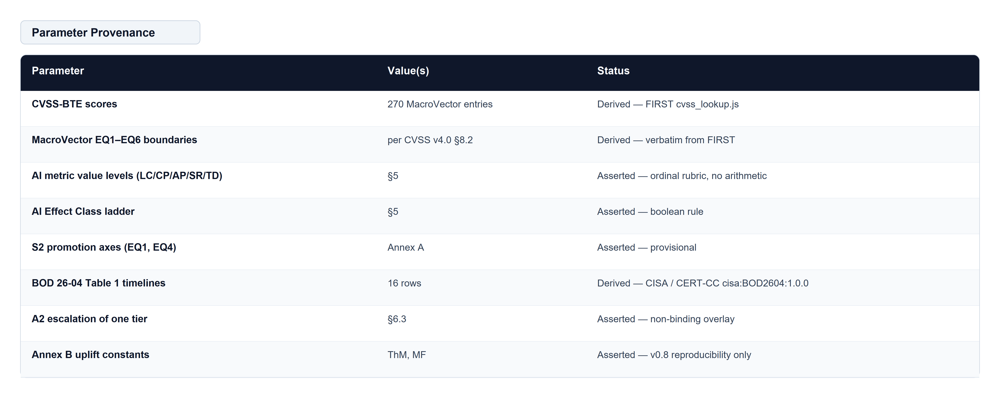 Parameter Provenance
Parameter Value(s) Status
CVSS-BTE scores 270 MacroVector entries Derived — FIRST cvss_lookup.js
MacroVector EQ1–EQ6 boundaries per CVSS v4.0 §8.2 Derived — verbatim from FIRST
AI metric value levels (LC/CP/AP/SR/TD) §5 Asserted — ordinal rubric, no arithmetic
AI Effect Class ladder §5 Asserted — boolean rule
S2 promotion axes (EQ1, EQ4) Annex A Asserted — provisional
BOD 26-04 Table 1 timelines 16 rows Derived — CISA / CERT-CC cisa:BOD2604:1.0.0
A2 escalation of one tier §6.3 Asserted — non-binding overlay
Annex B uplift constants ThM, MF Asserted — v0.8 reproducibility only